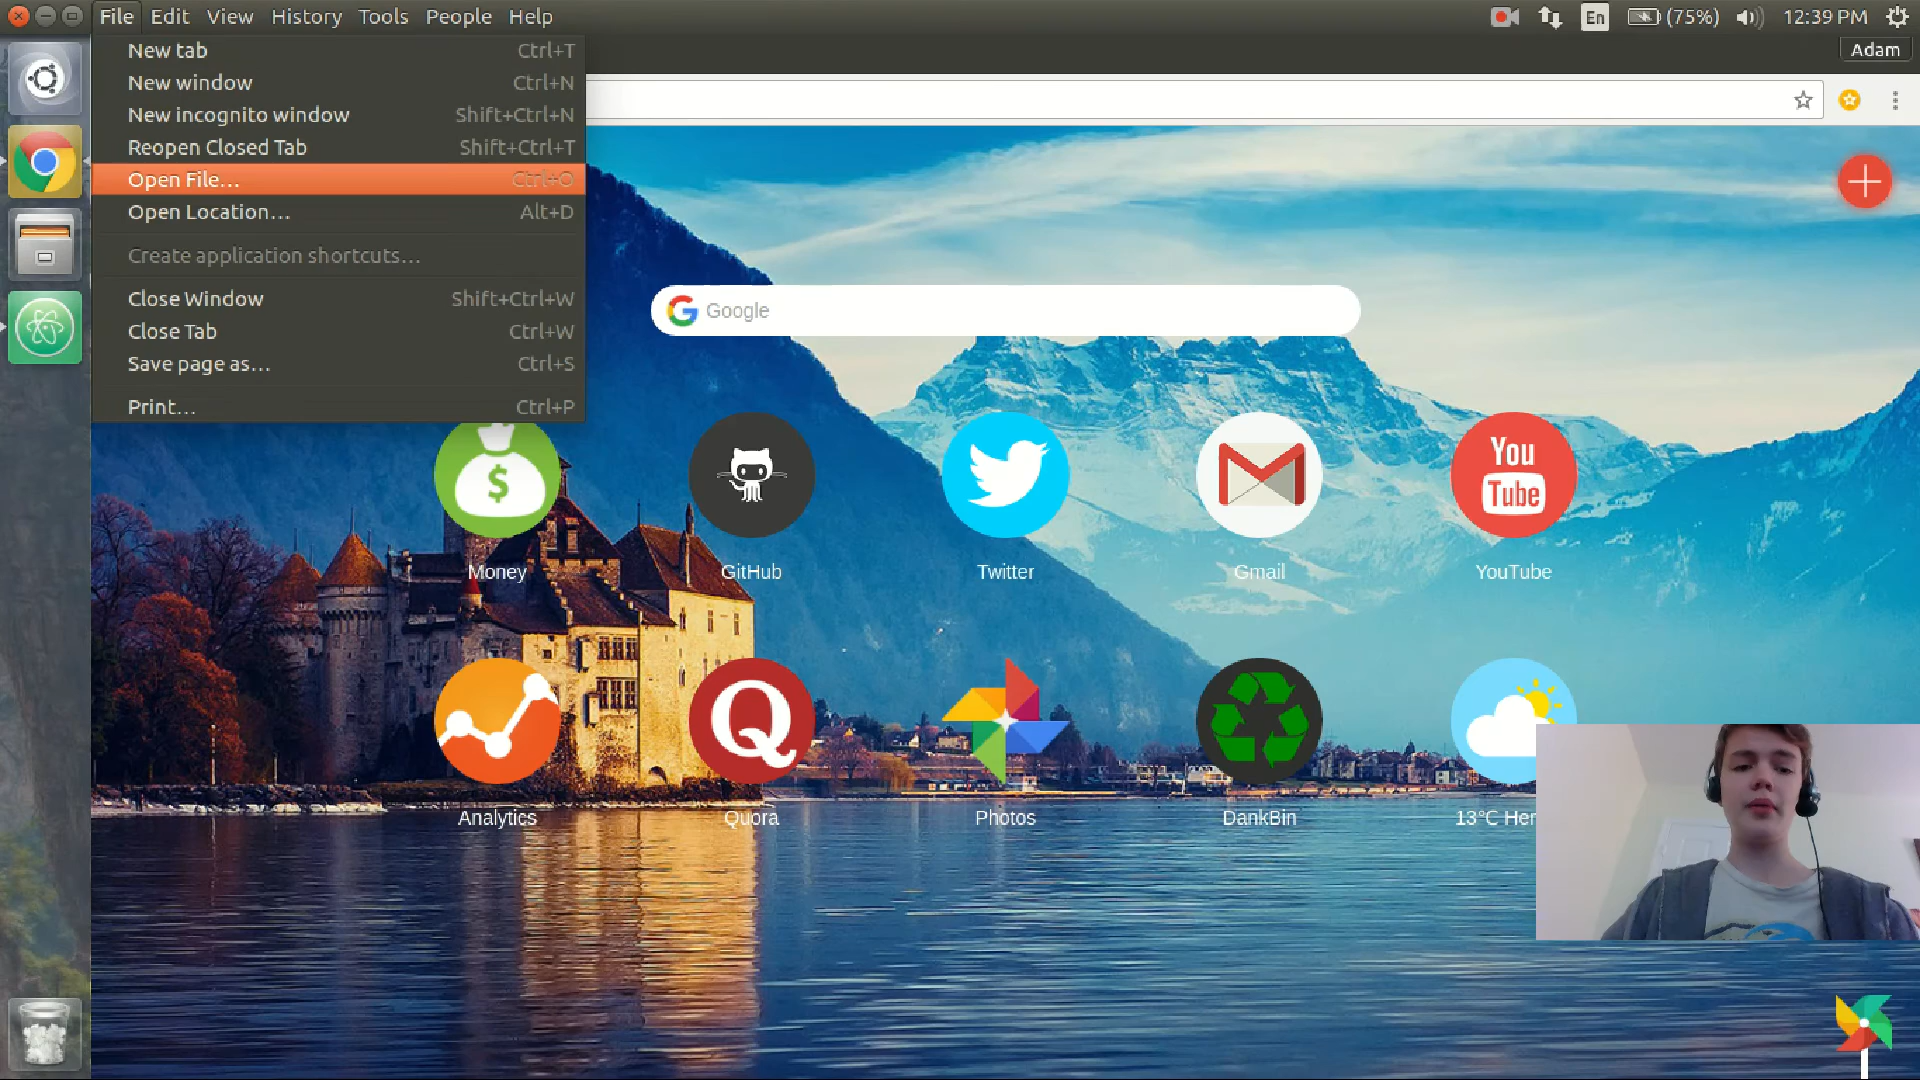 File Edit View History Tools People Help
En (75%) 12:39 PM
Adam
New tab Ctrl+T
New window Ctrl+N
New incognito window Shift+Ctrl+N
Reopen Closed Tab Shift+Ctrl+T
Open File... Ctrl+O
Open Location... Alt+D
Create application shortcuts...
Close Window Shift+Ctrl+W
Close Tab Ctrl+W
Save page as... Ctrl+S
Print... Ctrl+P
Google
$
You
Tube
Money GitHub Twitter Gmail YouTube
Q
Analytics Quora Photos DankBin 13°C Her